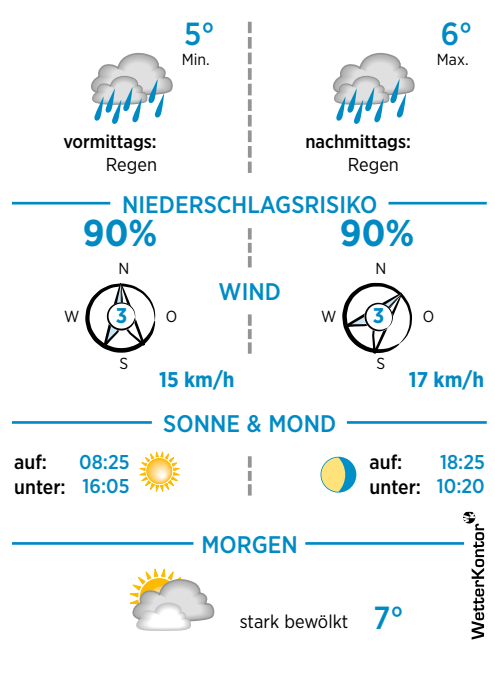 5° 6°
Min. Max.
vormittags: nachmittags:
Regen Regen
NIEDERSCHLAGSRISIKO
90% 90%
N N
WIND
W 3 O W 3 O
S S
15 km/h 17 km/h
SONNE & MOND
auf: 08:25 auf: 18:25
unter: 16:05 unter: 10:20
MORGEN
stark bewölkt 7°
WetterKontor